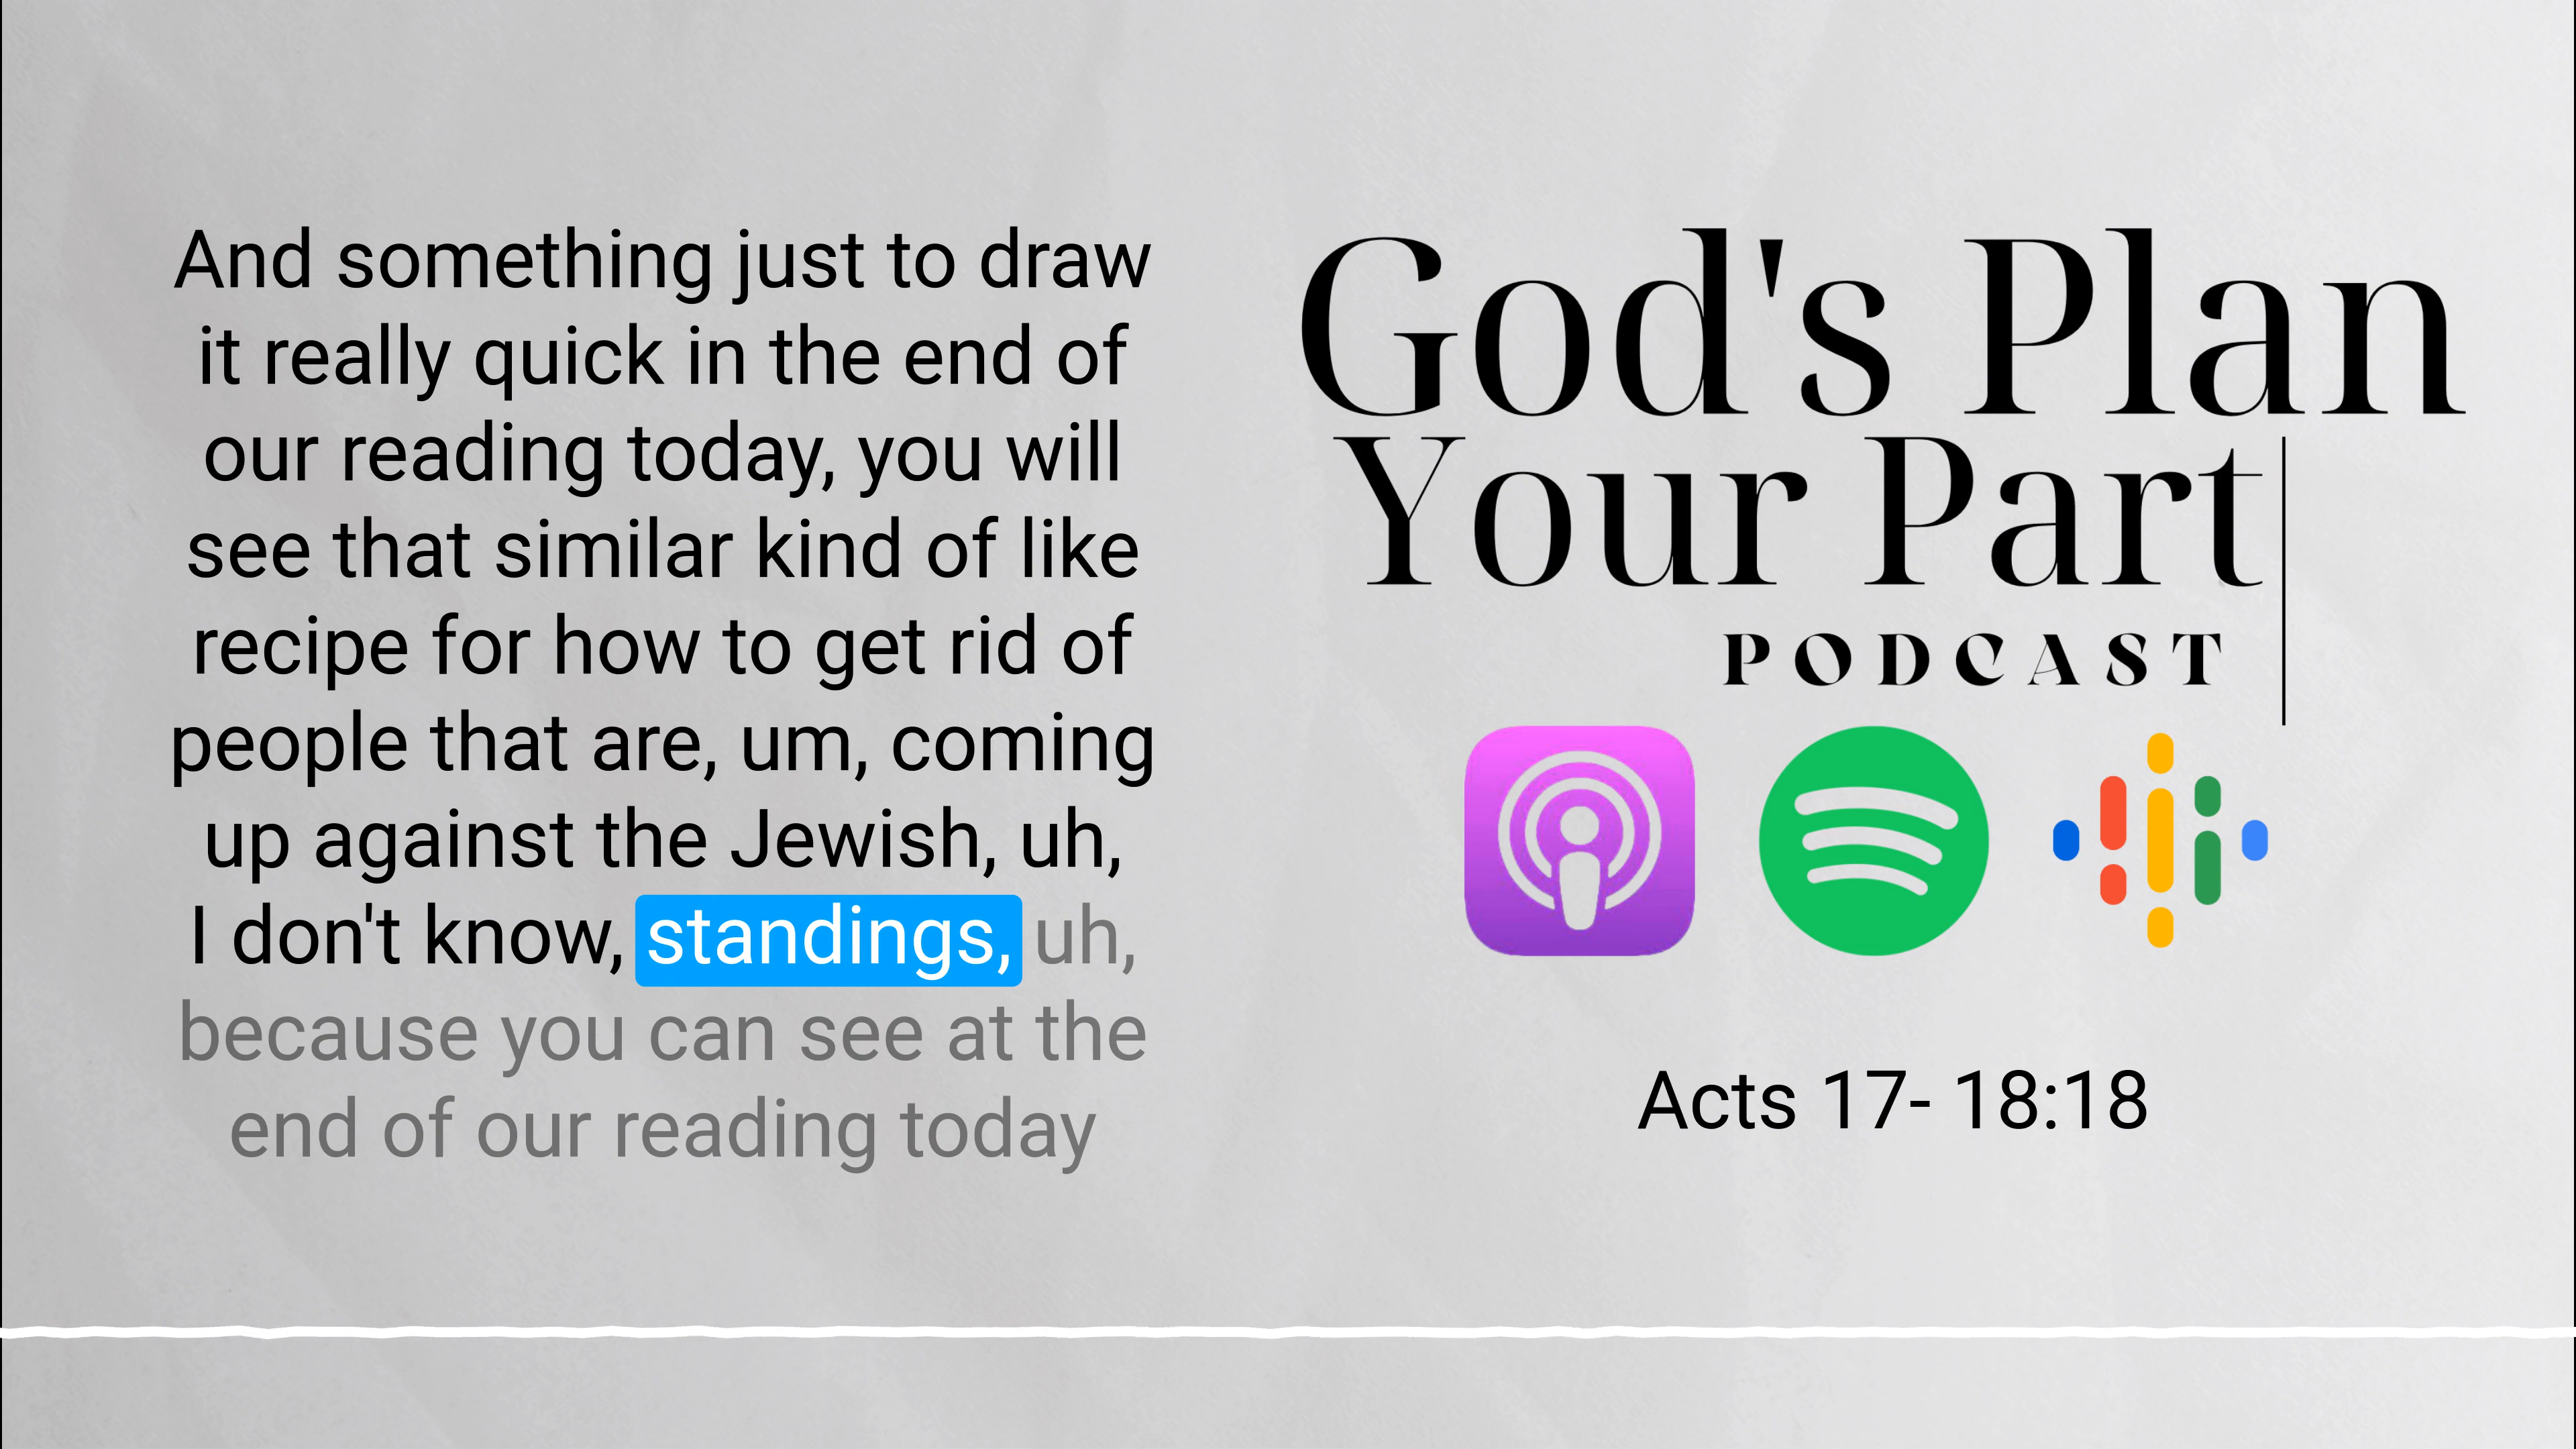 And something just to draw
it really quick in the end of
our reading today, you will
see that similar kind of like
recipe for how to get rid of
people that are, um, coming
up against the Jewish, uh,
I don't know, standings, uh,
because you can see at the
end of our reading today
God's Plan
Your Part
PODCAST
Acts 17- 18:18